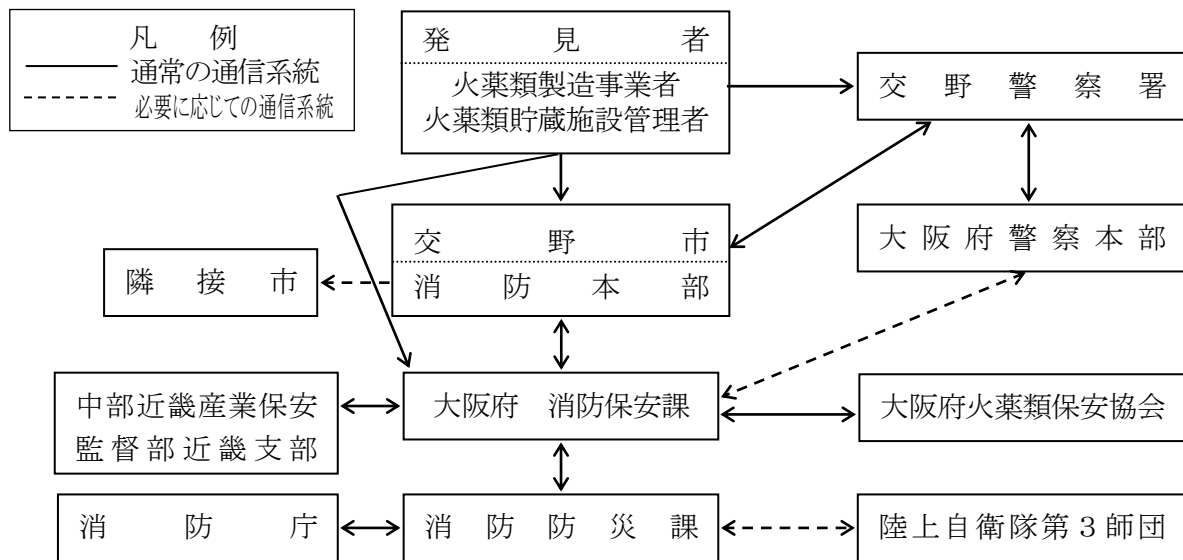 凡例
通常の通信系統
必要に応じての通信系統
発見者
火薬類製造事業者
火薬類貯蔵施設管理者
交野警察署
交野市
消防本部
大阪府警察本部
隣接市
中部近畿産業保安
監督部近畿支部
大阪府 消防保安課
大阪府火薬類保安協会
消防庁
消防防災課
陸上自衛隊第3師団